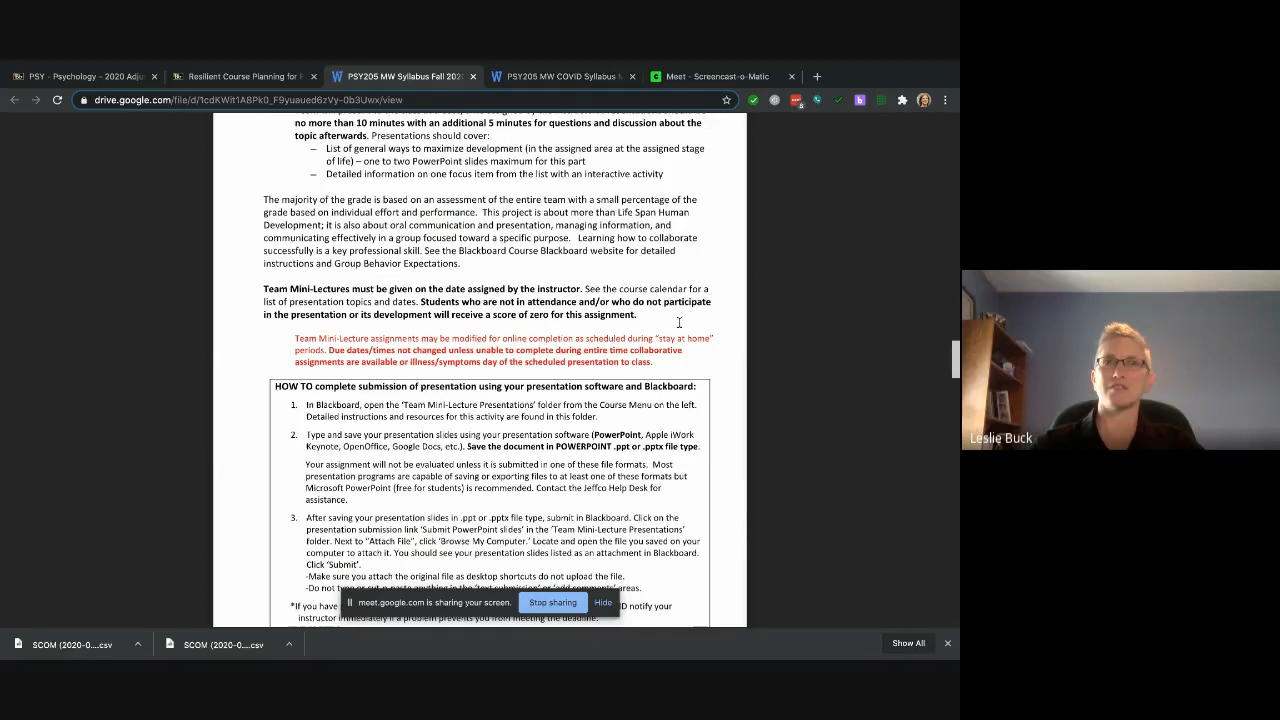 PSY - Psychology – 2020 Adju
Resilient Course Planning for F
PSY205 MW Syllabus Fall 202
PSY205 MW COVID Syllabus M
Meet - Screencast-o-Matic
drive.google.com/file/d/1cdKWit1A8Pk0_F9yuaued6zVy-0b3Uwx/view
no more than 10 minutes with an additional 5 minutes for questions and discussion about the
topic afterwards. Presentations should cover:
– List of general ways to maximize development (in the assigned area at the assigned stage
of life) – one to two PowerPoint slides maximum for this part
– Detailed information on one focus item from the list with an interactive activity
The majority of the grade is based on an assessment of the entire team with a small percentage of the
grade based on individual effort and performance. This project is about more than Life Span Human
Development; it is also about oral communication and presentation, managing information, and
communicating effectively in a group focused toward a specific purpose. Learning how to collaborate
successfully is a key professional skill. See the Blackboard Course Blackboard website for detailed
instructions and Group Behavior Expectations.
Team Mini-Lectures must be given on the date assigned by the instructor. See the course calendar for a
list of presentation topics and dates. Students who are not in attendance and/or who do not participate
in the presentation or its development will receive a score of zero for this assignment.
Team Mini-Lecture assignments may be modified for online completion as scheduled during "stay at home"
periods. Due dates/times not changed unless unable to complete during entire time collaborative
assignments are available or illness/symptoms day of the scheduled presentation to class.
HOW TO complete submission of presentation using your presentation software and Blackboard:
1. In Blackboard, open the 'Team Mini-Lecture Presentations' folder from the Course Menu on the left.
Detailed instructions and resources for this activity are found in this folder.
2. Type and save your presentation slides using your presentation software (PowerPoint, Apple iWork
Keynote, OpenOffice, Google Docs, etc.). Save the document in POWERPOINT .ppt or .pptx file type.
Your assignment will not be evaluated unless it is submitted in one of these file formats. Most
presentation programs are capable of saving or exporting files to at least one of these formats but
Microsoft PowerPoint (free for students) is recommended. Contact the Jeffco Help Desk for
assistance.
3. After saving your presentation slides in .ppt or .pptx file type, submit in Blackboard. Click on the
presentation submission link 'Submit PowerPoint slides' in the 'Team Mini-Lecture Presentations'
folder. Next to "Attach File", click 'Browse My Computer.' Locate and open the file you saved on your
computer to attach it. You should see your presentation slides listed as an attachment in Blackboard.
Click 'Submit'.
-Make sure you attach the original file as desktop shortcuts do not upload the file.
-Do not areas.
*If you have notify your
instructor immediately if a problem prevents you from meeting the deadline.
meet.google.com is sharing your screen.
Stop sharing
Hide
Leslie Buck
SCOM (2020-0....csv
SCOM (2020-0....csv
Show All